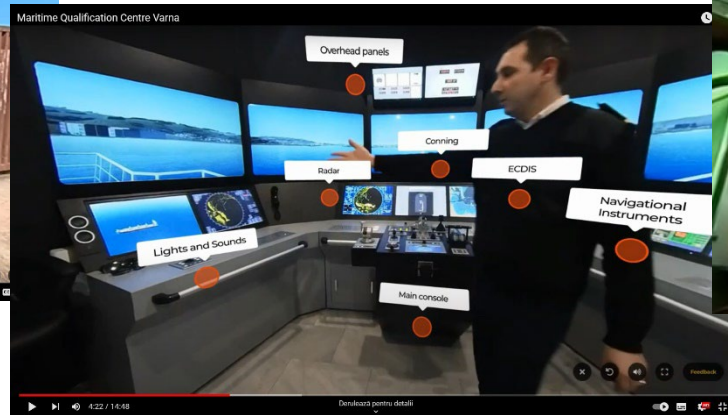 Maritime Qualification Centre Varna
Overhead panels
Conning
Radar
ECDIS
Navigational
Instruments
Lights and Sounds
Main console
Feedback
4:22 / 14:48
Derulează pentru detalii